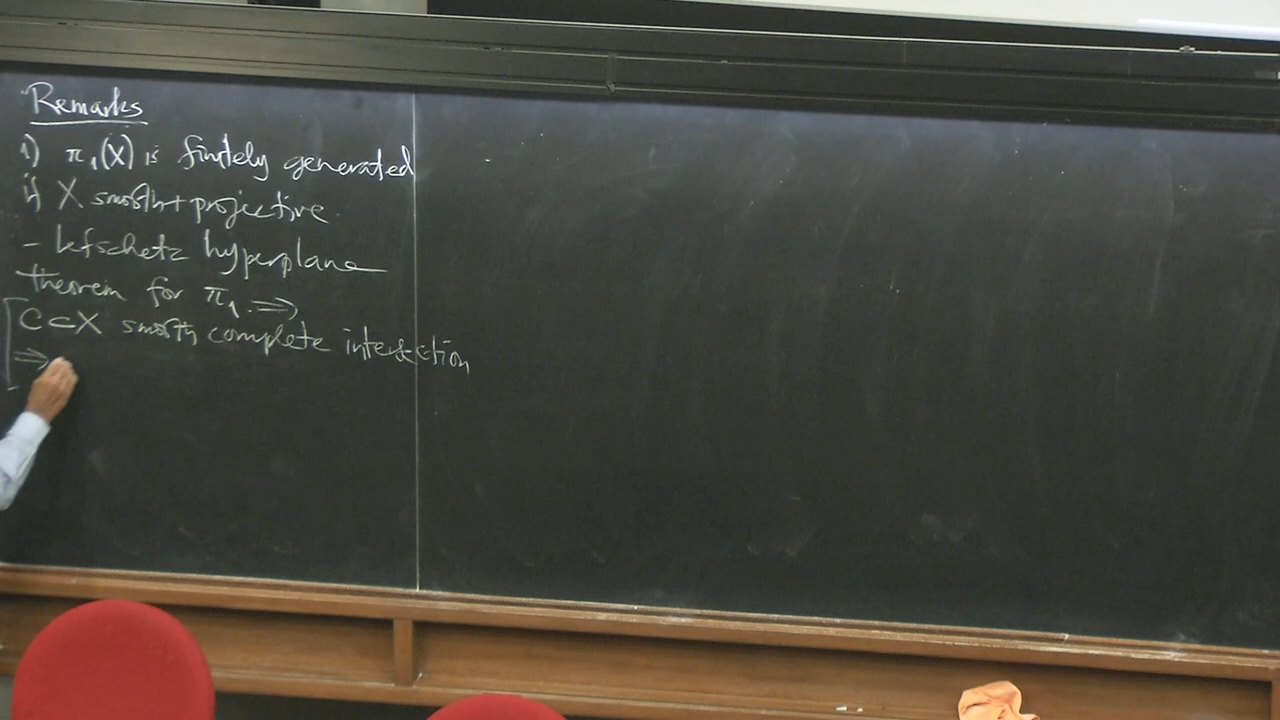 Remarks
1) π₁(X) is finitely generated
if X smooth + projective.
- Lefschetz hyperplane
theorem for π₁. ⇒
C ⊂ X smooth complete intersection
⇒